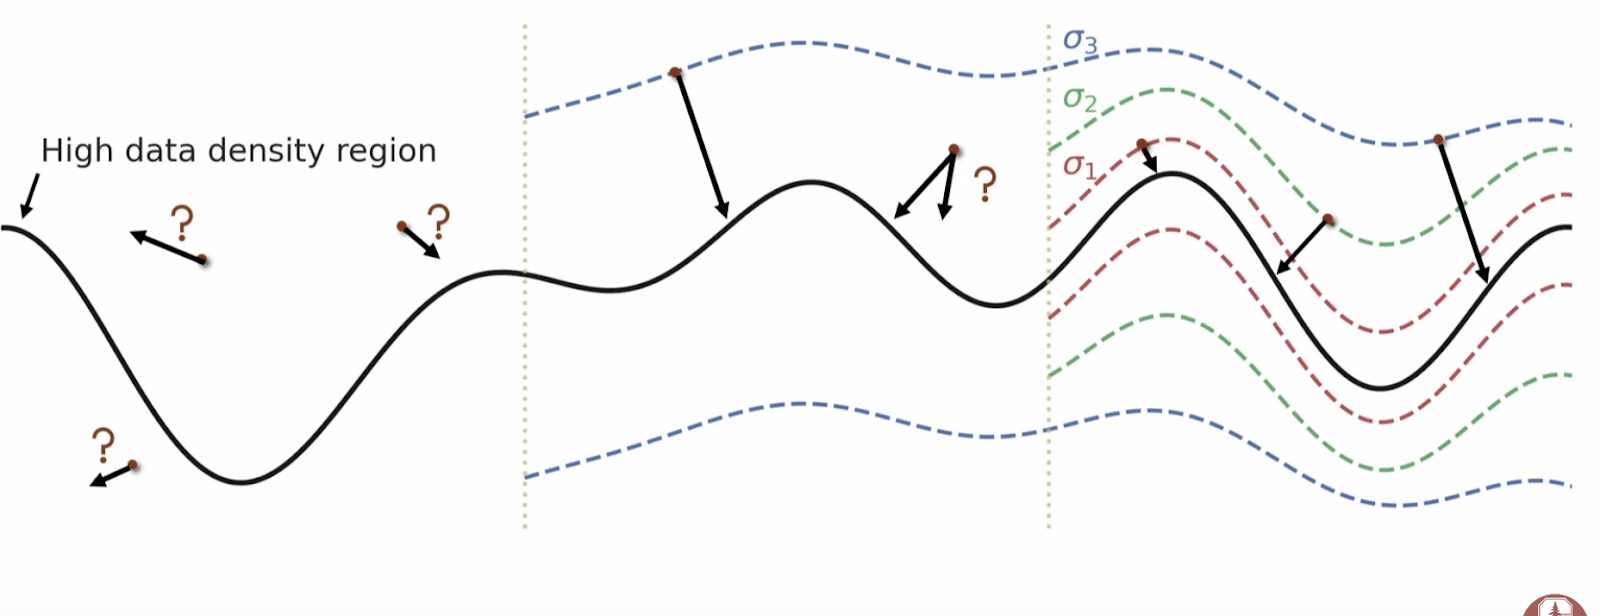 σ3
σ2
High data density region
σ1
?
?
?
?